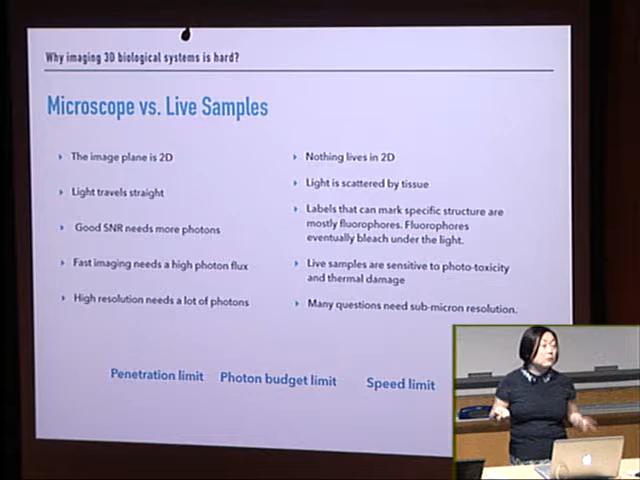 Why imaging 3D biological systems is hard?
Microscope vs. Live Samples
The image plane is 2D
Light travels straight
Good SNR needs more photons
Fast imaging needs a high photon flux
High resolution needs a lot of photons
Nothing lives in 2D
Light is scattered by tissue
Labels that can mark specific structure are
mostly fluorophores. Fluorophores
eventually bleach under the light.
Live samples are sensitive to photo-toxicity
and thermal damage
Many questions need sub-micron resolution.
Penetration limit Photon budget limit Speed limit